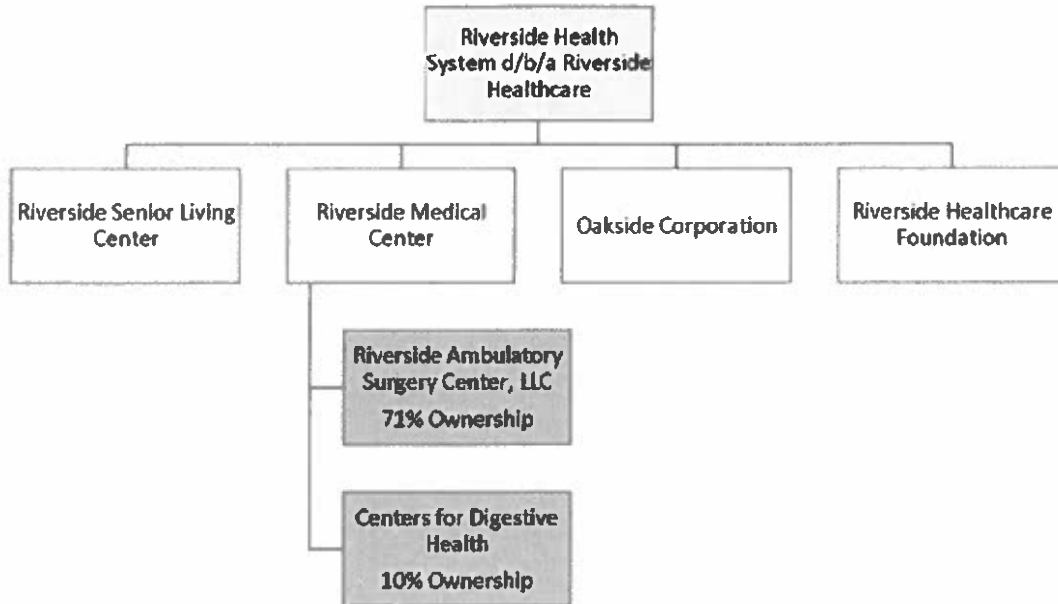 Riverside Health
System d/b/a Riverside
Healthcare
Riverside Senior Living
Center
Riverside Medical
Center
Oakside Corporation
Riverside Healthcare
Foundation
Riverside Ambulatory
Surgery Center, LLC
71% Ownership
Centers for Digestive
Health
10% Ownership